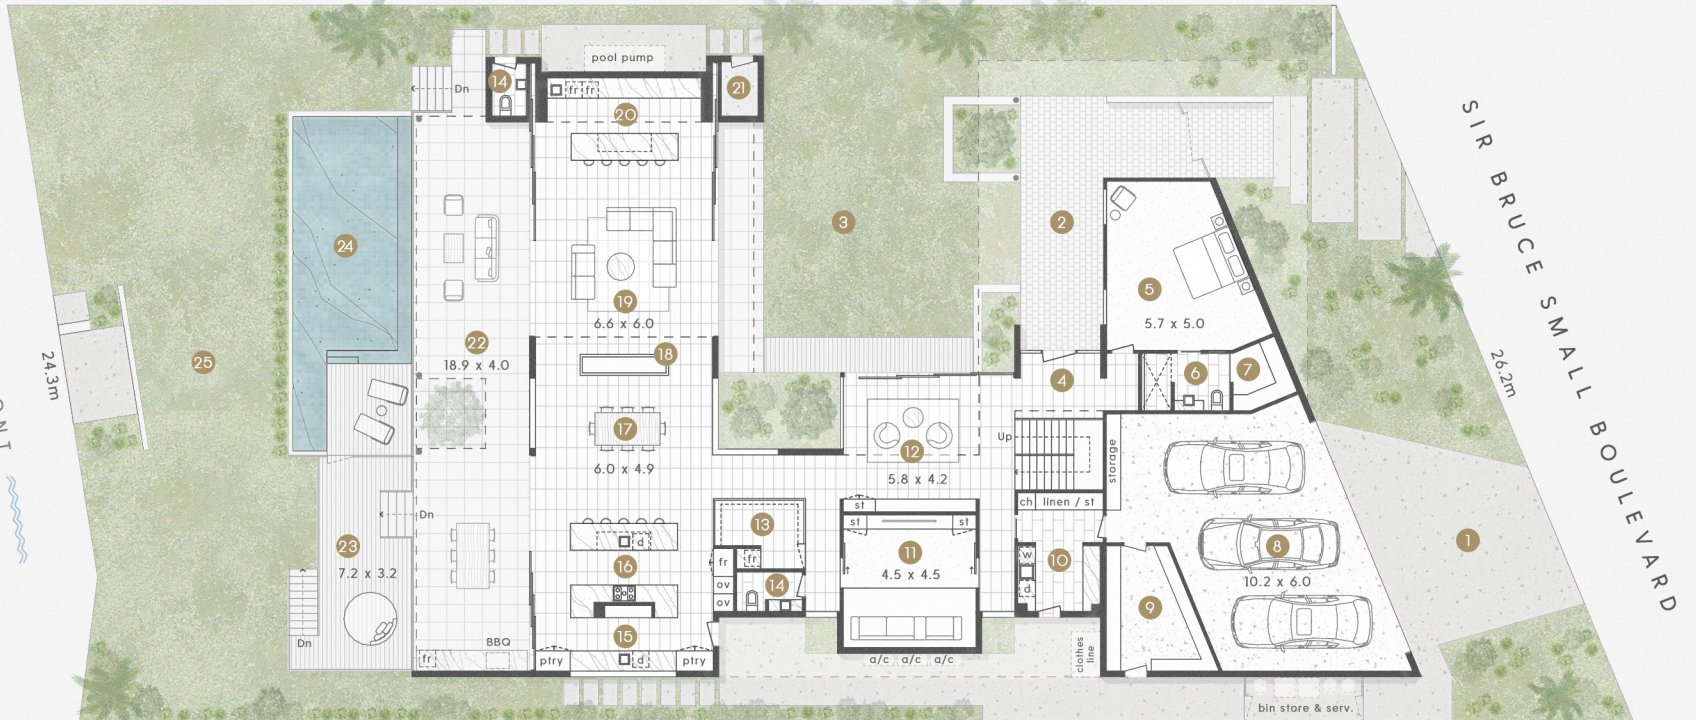 pool pump
14
Dn
fr
fr
21
20
3
2
24
5
5.7 x 5.0
19
6.6 x 6.0
22
18.9 x 4.0
18
25
4
6
7
17
6.0 x 4.9
12
5.8 x 4.2
Up
storage
ch
linen / st
st
st
st
13
11
4.5 x 4.5
10
w
d
8
10.2 x 6.0
1
Dn
23
7.2 x 3.2
d
16
fr
fr
ov
ov
14
9
15
Dn
BBQ
fr
ptry
d
ptry
a/c
a/c
a/c
clothes
line
bin store & serv.
24.3m
26.2m
SIR BRUCE SMALL BOULEVARD